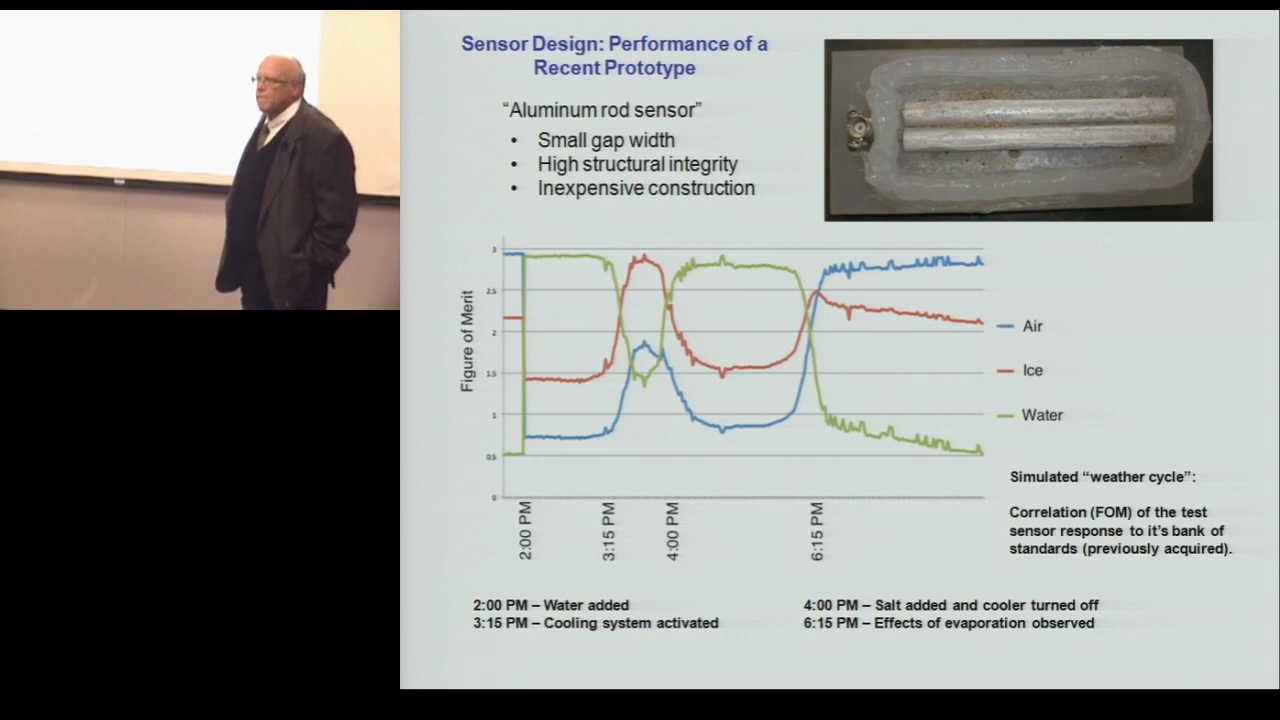 Sensor Design: Performance of a
Recent Prototype
“Aluminum rod sensor”
• Small gap width
• High structural integrity
• Inexpensive construction
3
2.5
2
1.5
1
0.5
0
Figure of Merit
Air
Ice
Water
2:00 PM
3:15 PM
4:00 PM
6:15 PM
Simulated “weather cycle”:
Correlation (FOM) of the test
sensor response to it’s bank of
standards (previously acquired).
2:00 PM – Water added
3:15 PM – Cooling system activated
4:00 PM – Salt added and cooler turned off
6:15 PM – Effects of evaporation observed